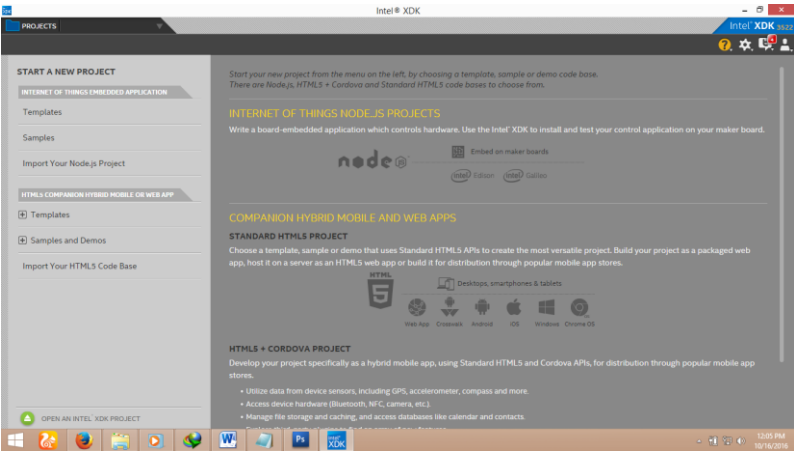 Intel® XDK
PROJECTS
Intel® XDK 3522
START A NEW PROJECT
INTERNET OF THINGS EMBEDDED APPLICATION
Templates
Samples
Import Your Node.js Project
HTML5 COMPANION HYBRID MOBILE OR WEB APP
Templates
Samples and Demos
Import Your HTML5 Code Base
OPEN AN INTEL® XDK PROJECT
Start your new project from the menu on the left, by choosing a template, sample or demo code base.
There are Node.js, HTML5 + Cordova and Standard HTML5 code bases to choose from.
INTERNET OF THINGS NODE.JS PROJECTS
Write a board-embedded application which controls hardware. Use the Intel® XDK to install and test your control application on your maker board.
node js
Embed on maker boards
intel Edison intel Galileo
COMPANION HYBRID MOBILE AND WEB APPS
STANDARD HTML5 PROJECT
Choose a template, sample or demo that uses Standard HTML5 APIs to create the most versatile project. Build your project as a packaged web
app, host it on a server as an HTML5 web app or build it for distribution through popular mobile app stores.
HTML
5
Desktops, smartphones & tablets
Web App Crosswalk Android iOS Windows Chrome OS
HTML5 + CORDOVA PROJECT
Develop your project specifically as a hybrid mobile app, using Standard HTML5 and Cordova APIs, for distribution through popular mobile app
stores.
• Utilize data from device sensors, including GPS, accelerometer, compass and more.
• Access device hardware (Bluetooth, NFC, camera, etc.).
• Manage file storage and caching, and access databases like calendar and contacts.
W
Ps
XDK
12:05 PM
10/16/2016